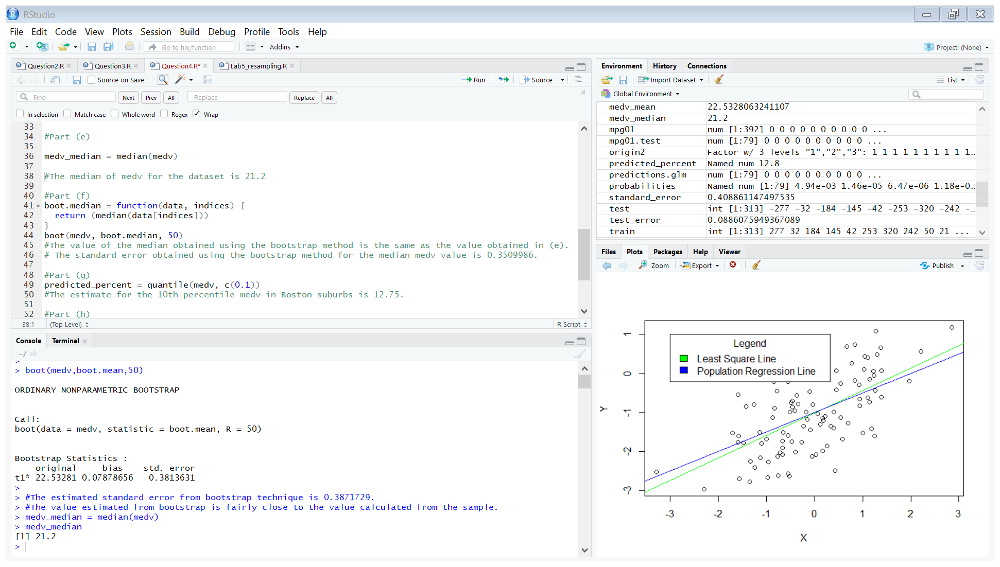 RStudio
File Edit Code View Plots Session Build Debug Profile Tools Help
Go to file/function Addins Project: (None)
Question2.R Question3.R Question4.R* Lab5_resampling.R
Source on Save Run Source
Find Next Prev All Replace Replace All
In selection Match case Whole word Regex Wrap
33
34 #Part (e)
35
36 medv_median = median(medv)
37
38 #The median of medv for the dataset is 21.2
39
40 #Part (f)
41 boot.median = function(data, indices) {
42 return (median(data[indices]))
43 }
44 boot(medv, boot.median, 50)
45 #The value of the median obtained using the bootstrap method is the same as the value obtained in (e).
46 # The standard error obtained using the bootstrap method for the median medv value is 0.3509986.
47
48 #Part (g)
49 predicted_percent = quantile(medv, c(0.1))
50 #The estimate for the 10th percentile medv in Boston suburbs is 12.75.
51
52 #Part (h)
38:1 (Top Level) R Script
Console Terminal
~/
>
> boot(medv,boot.mean,50)
ORDINARY NONPARAMETRIC BOOTSTRAP
Call:
boot(data = medv, statistic = boot.mean, R = 50)
Bootstrap Statistics :
original bias std. error
t1* 22.53281 0.07878656 0.3813631
>
> #The estimated standard error from bootstrap technique is 0.3871729.
> #The value estimated from bootstrap is fairly close to the value calculated from the sample.
> medv_median = median(medv)
> medv_median
[1] 21.2
>
Environment History Connections
Import Dataset List
Global Environment
medv_mean 22.5328063241107
medv_median 21.2
mpg01 num [1:392] 0 0 0 0 0 0 0 0 0 0 ...
mpg01.test num [1:79] 0 0 0 0 0 0 0 0 0 0 ...
origin2 Factor w/ 3 levels "1","2","3": 1 1 1 1 1 1 1 1 1 1…
predicted_percent Named num 12.8
predictions.glm num [1:79] 0 0 0 0 0 0 0 0 0 0 ...
probabilities Named num [1:79] 4.94e-03 1.46e-05 6.47e-06 1.18e-0…
standard_error 0.408861147497535
test int [1:313] -277 -32 -184 -145 -42 -253 -320 -242 -…
test_error 0.0886075949367089
train int [1:313] 277 32 184 145 42 253 320 242 50 21 ...
Files Plots Packages Help Viewer
Zoom Export Publish
Legend
Least Square Line
Population Regression Line
1
0
-1
-2
-3
Y
-3 -2 -1 0 1 2 3
X